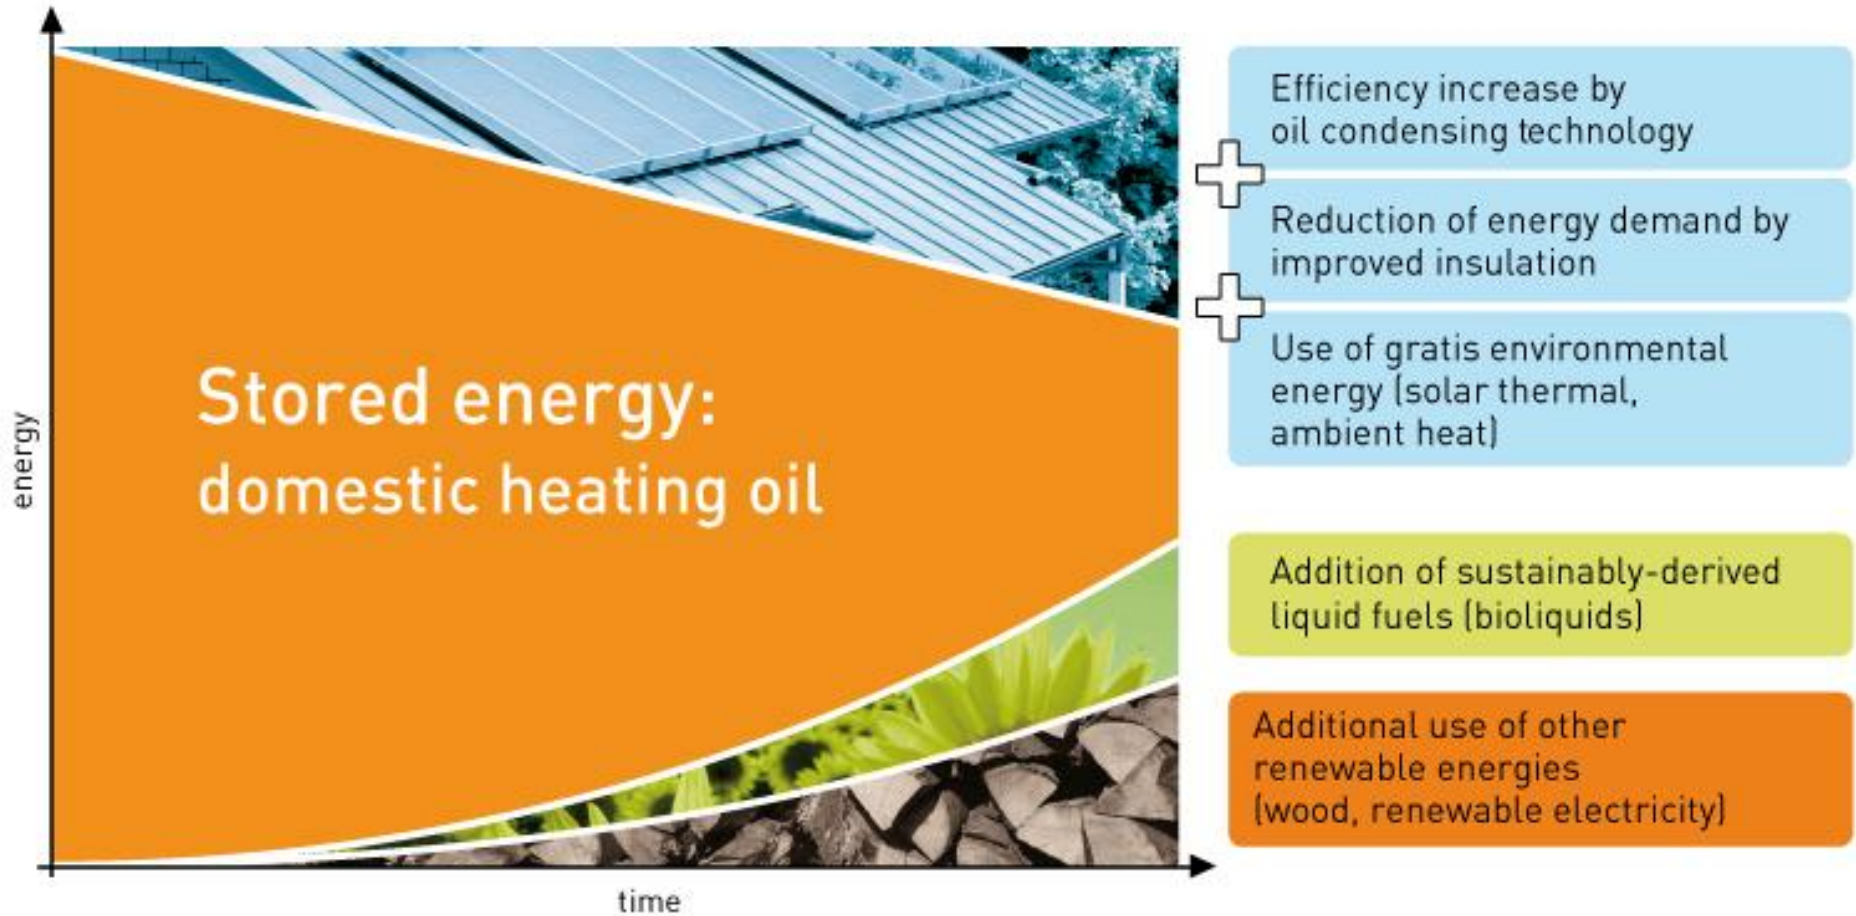 Efficiency increase by
oil condensing technology
Reduction of energy demand by
improved insulation
Use of gratis environmental
energy (solar thermal,
ambient heat)
Stored energy:
domestic heating oil
energy
Addition of sustainably-derived
liquid fuels (bioliquids)
Additional use of other
renewable energies
(wood, renewable electricity)
time